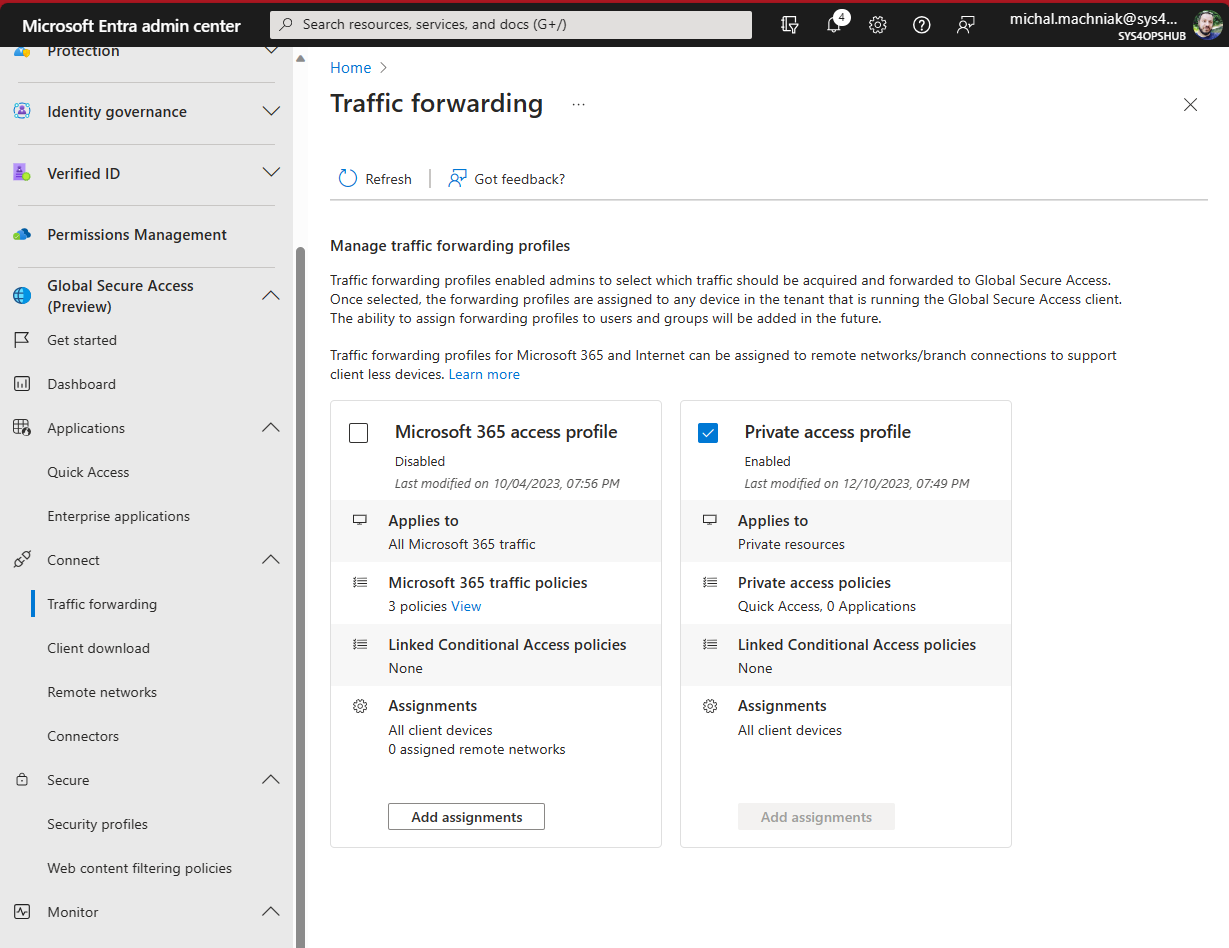 Microsoft Entra admin center
Search resources, services, and docs (G+/)
4
michal.machniak@sys4...
SYS4OPSHUB
Protection
Identity governance
Verified ID
Permissions Management
Global Secure Access
(Preview)
Get started
Dashboard
Applications
Quick Access
Enterprise applications
Connect
Traffic forwarding
Client download
Remote networks
Connectors
Secure
Security profiles
Web content filtering policies
Monitor
Home
Traffic forwarding ...
Refresh
Got feedback?
Manage traffic forwarding profiles
Traffic forwarding profiles enabled admins to select which traffic should be acquired and forwarded to Global Secure Access.
Once selected, the forwarding profiles are assigned to any device in the tenant that is running the Global Secure Access client.
The ability to assign forwarding profiles to users and groups will be added in the future.
Traffic forwarding profiles for Microsoft 365 and Internet can be assigned to remote networks/branch connections to support
client less devices. Learn more
Microsoft 365 access profile
Disabled
Last modified on 10/04/2023, 07:56 PM
Applies to
All Microsoft 365 traffic
Microsoft 365 traffic policies
3 policies View
Linked Conditional Access policies
None
Assignments
All client devices
0 assigned remote networks
Add assignments
Private access profile
Enabled
Last modified on 12/10/2023, 07:49 PM
Applies to
Private resources
Private access policies
Quick Access, 0 Applications
Linked Conditional Access policies
None
Assignments
All client devices
Add assignments